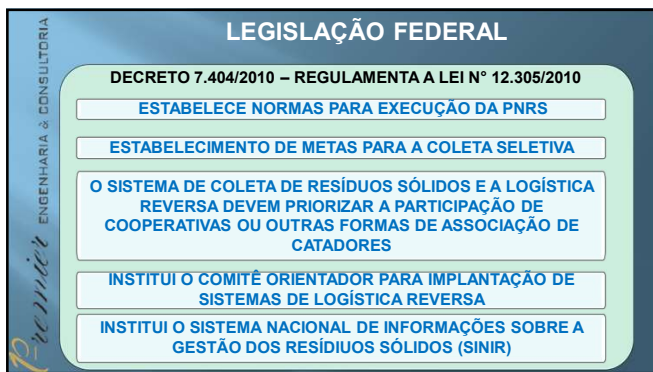 LEGISLAÇÃO FEDERAL
DECRETO 7.404/2010 – REGULAMENTA A LEI N° 12.305/2010
ESTABELECE NORMAS PARA EXECUÇÃO DA PNRS
ESTABELECIMENTO DE METAS PARA A COLETA SELETIVA
O SISTEMA DE COLETA DE RESÍDUOS SÓLIDOS E A LOGÍSTICA
REVERSA DEVEM PRIORIZAR A PARTICIPAÇÃO DE
COOPERATIVAS OU OUTRAS FORMAS DE ASSOCIAÇÃO DE
CATADORES
INSTITUI O COMITÊ ORIENTADOR PARA IMPLANTAÇÃO DE
SISTEMAS DE LOGÍSTICA REVERSA
INSTITUI O SISTEMA NACIONAL DE INFORMAÇÕES SOBRE A
GESTÃO DOS RESÍDIUOS SÓLIDOS (SINIR)
Premier ENGENHARIA & CONSULTORIA